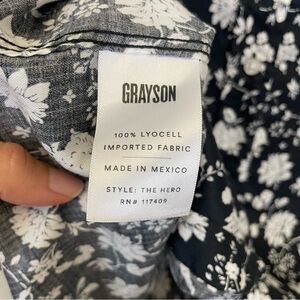 GRAYSON
100% LYOCELL
IMPORTED FABRIC
MADE IN MEXICO
STYLE: THE HERO
RN# 117409